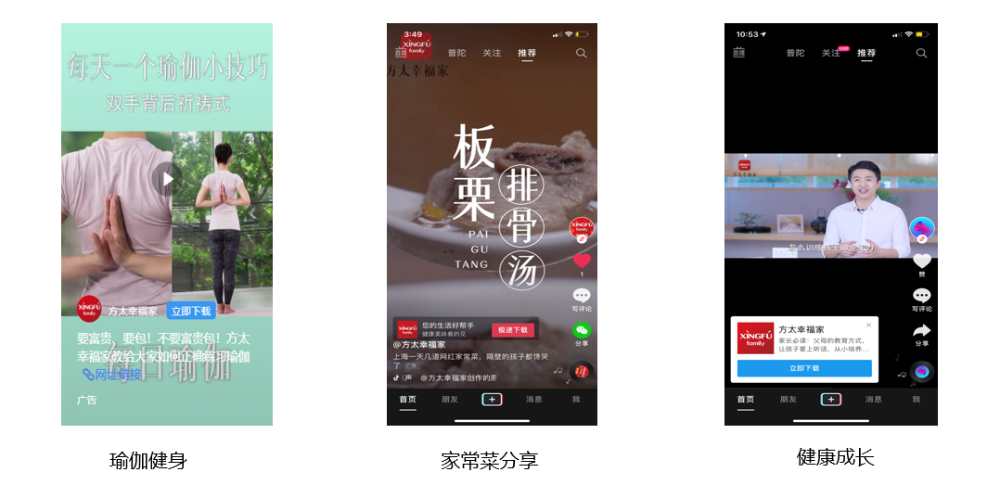 每天一个瑜伽小技巧
双手背后祈祷式
XÌNGFÚ
family
方太幸福家
立即下载
要富贵，要包！不要富贵包！方太
幸福家教给大家如何正确练习瑜伽
每日瑜伽
网址链接
广告
瑜伽健身
3:49
直播
XÌNGFÚ
family
普陀
关注
推荐
方太幸福家
板栗
排骨汤
PAI
GU
TANG
XÌNGFÚ
family
1
写评论
分享
XÌNGFÚ
family
您的生活好帮手
健康美味看的见
极速下载
@方太幸福家
上海一天几道网红家常菜，隔壁的孩子都馋哭
了
广告
@方太幸福家创作的
首页
朋友
消息
我
家常菜分享
10:53
直播
普陀
关注
LIVE
推荐
XÌNGFÚ
family
方太幸福家
怎么训练孩子的
赞
写评论
分享
XÌNGFÚ
family
方太幸福家
家长必读：父母的教育方式，
让孩子爱上听话，从小培养...
立即下载
首页
朋友
消息
我
健康成长